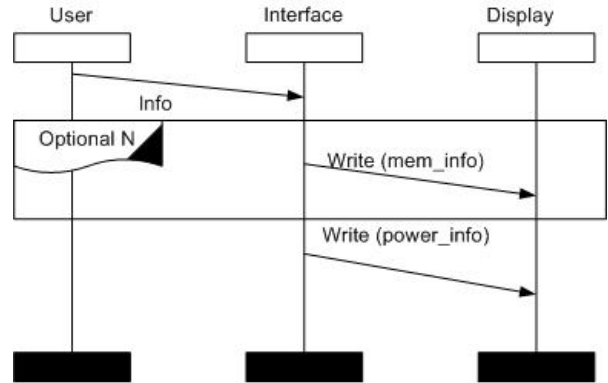 User
Interface
Display
Info
Optional N
Write (mem_info)
Write (power_info)